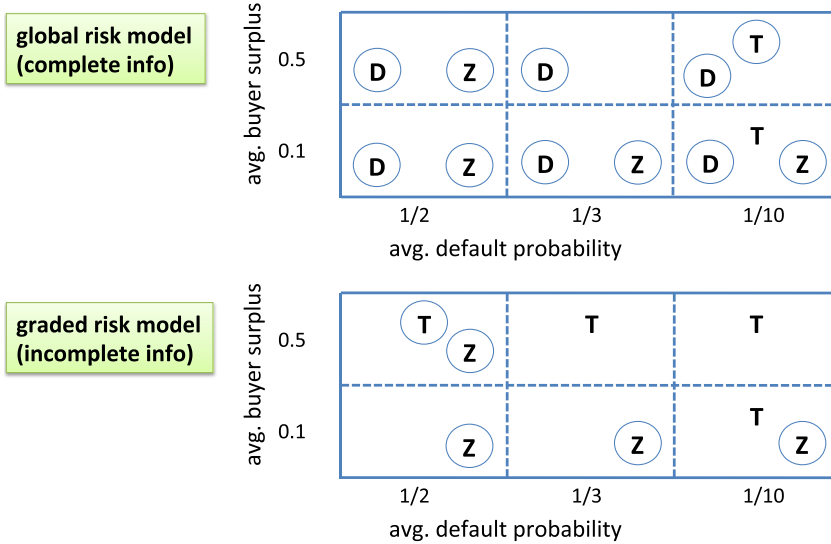 global risk model
(complete info)
avg. buyer surplus
0.5
0.1
D Z D D T
D Z D Z D T Z
1/2 1/3 1/10
avg. default probability
graded risk model
(incomplete info)
avg. buyer surplus
0.5
0.1
T Z T T
Z Z T Z
1/2 1/3 1/10
avg. default probability